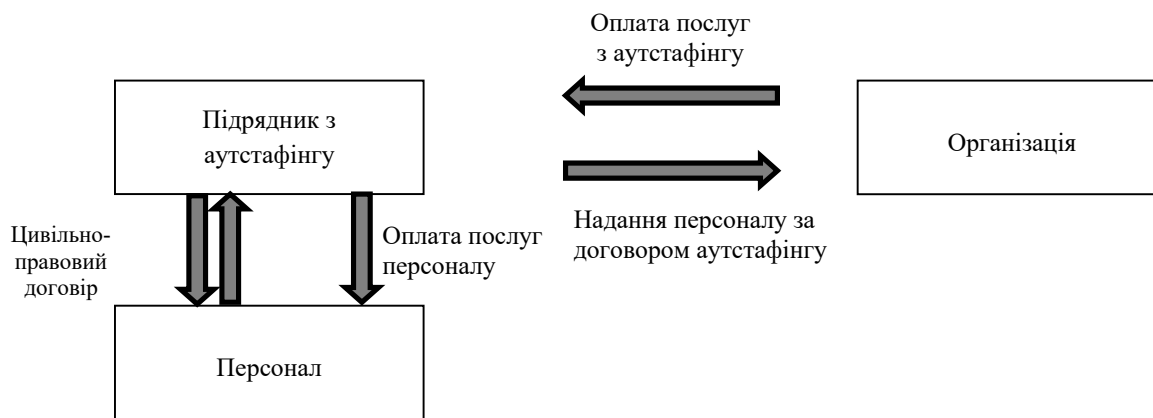 Оплата послуг
з аутстафінгу
Підрядник з
аутстафінгу
Організація
Надання персоналу за
договором аутстафінгу
Цивільно-
правовий
договір
Оплата послуг
персоналу
Персонал